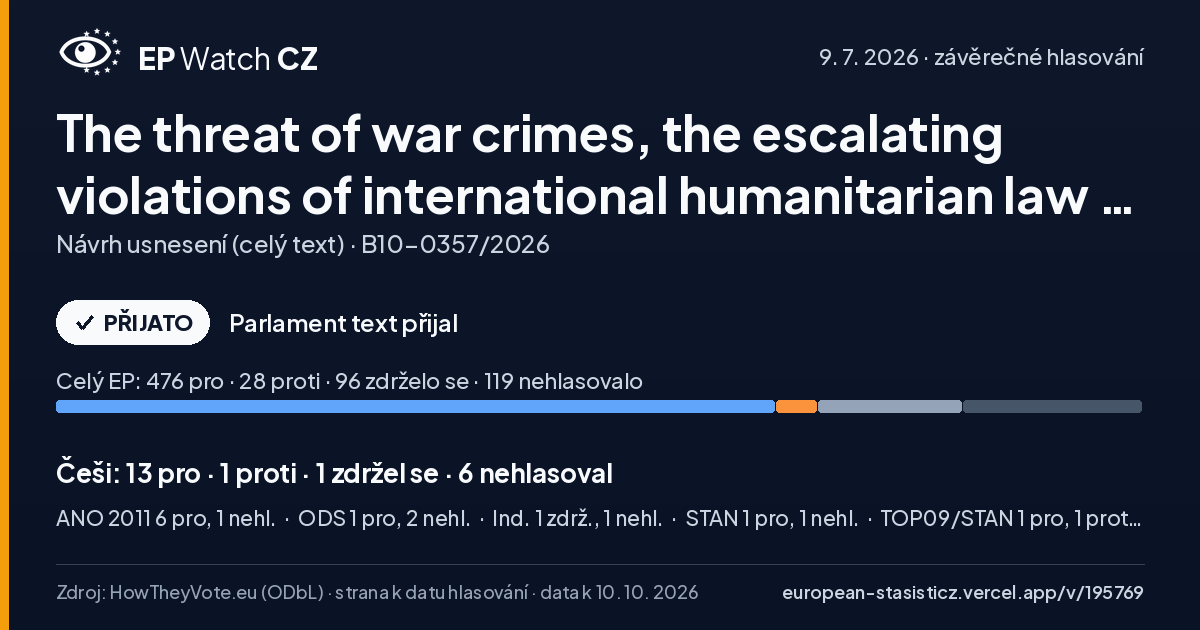 EP Watch CZ
9. 7. 2026 · závěrečné hlasování
The threat of war crimes, the escalating
violations of international humanitarian law …
Návrh usnesení (celý text) · B10-0357/2026
✓ PŘIJATO
Parlament text přijal
Celý EP: 476 pro · 28 proti · 96 zdrželo se · 119 nehlasovalo
Češi: 13 pro · 1 proti · 1 zdržel se · 6 nehlasoval
ANO 2011 6 pro, 1 nehl. · ODS 1 pro, 2 nehl. · Ind. 1 zdrž., 1 nehl. · STAN 1 pro, 1 nehl. · TOP09/STAN 1 pro, 1 prot…
Zdroj: HowTheyVote.eu (ODbL) · strana k datu hlasování · data k 10. 10. 2026
european-stasisticz.vercel.app/v/195769